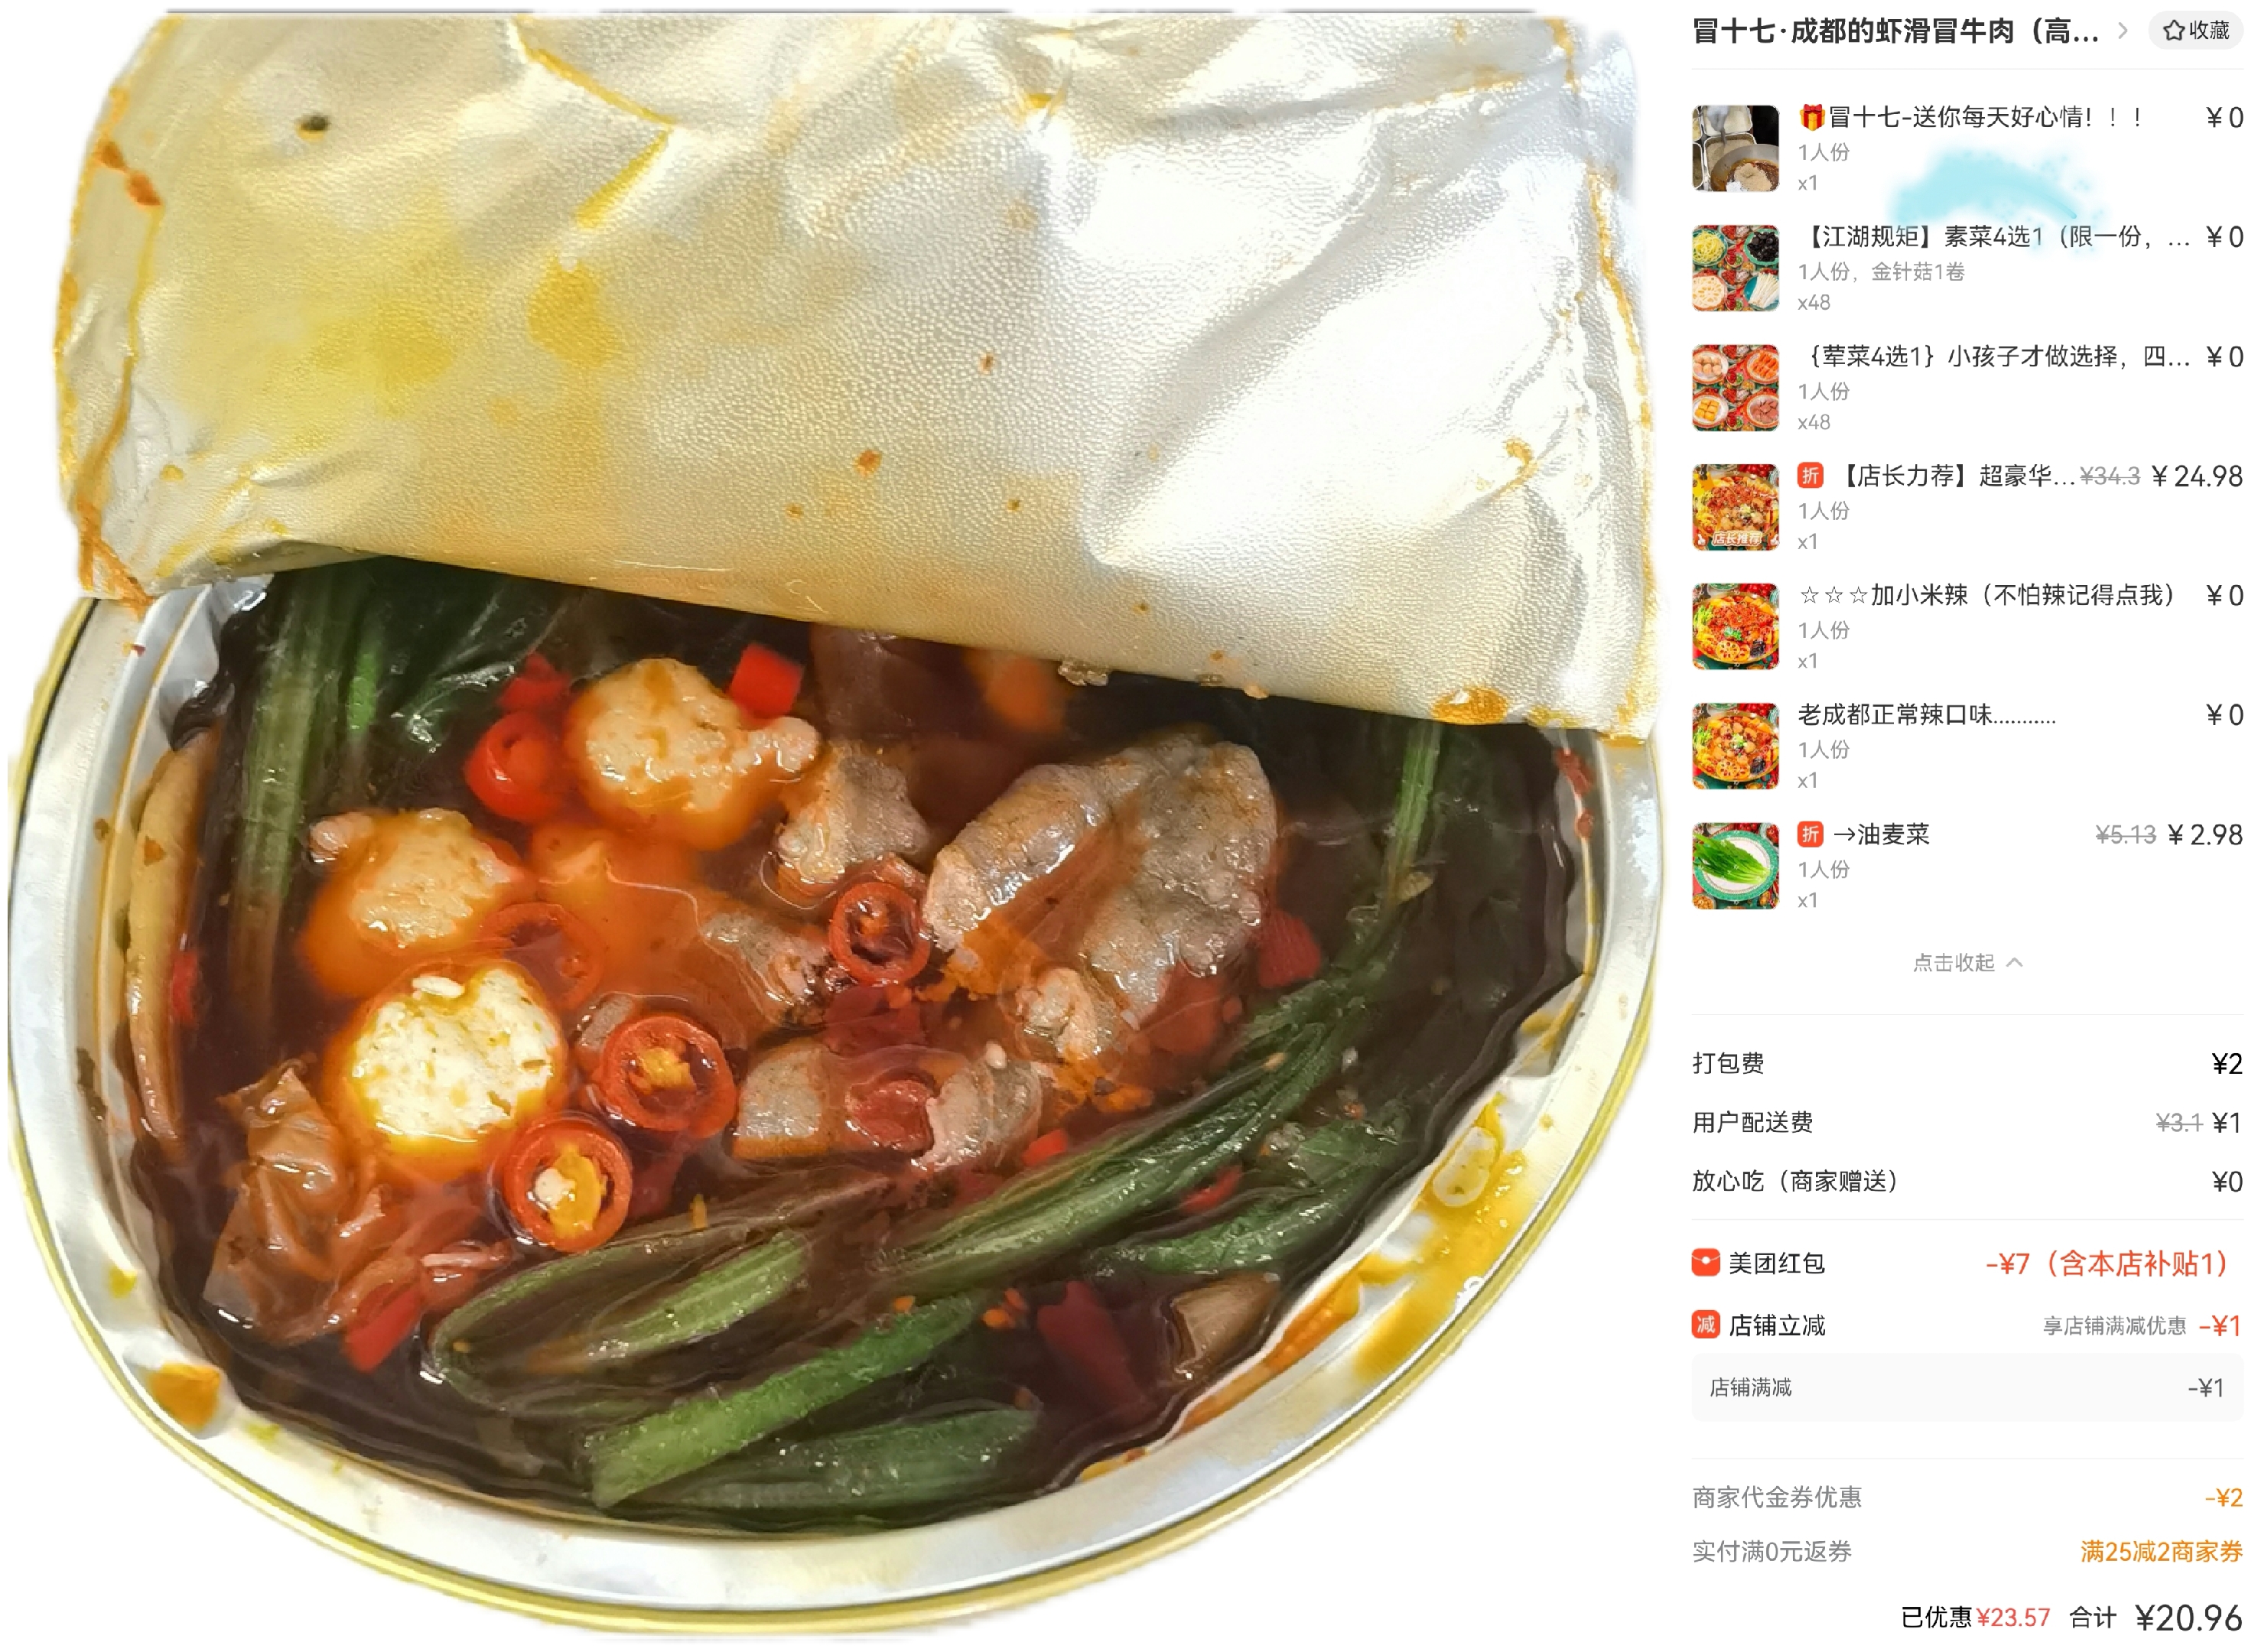 冒十七·成都的虾滑冒牛肉（高... 收藏
冒十七-送你每天好心情！！！ ¥0
1人份
x1
【江湖规矩】素菜4选1（限一份，... ¥0
1人份，金针菇1卷
x48
｛荤菜4选1｝小孩子才做选择，四... ¥0
1人份
x48
折 【店长力荐】超豪华... ¥34.3 ¥24.98
店长推荐
1人份
x1
☆☆☆加小米辣（不怕辣记得点我） ¥0
1人份
x1
老成都正常辣口味........... ¥0
1人份
x1
折 →油麦菜 ¥5.13 ¥2.98
1人份
x1
点击收起
打包费 ¥2
用户配送费 ¥3.1 ¥1
放心吃（商家赠送） ¥0
美团红包 -¥7（含本店补贴1）
减 店铺立减 享店铺满减优惠 -¥1
店铺满减 -¥1
商家代金券优惠 -¥2
实付满0元返券 满25减2商家券
已优惠¥23.57 合计 ¥20.96